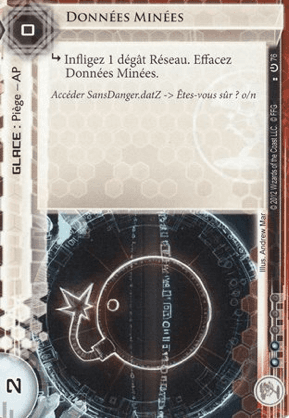 0
DONNÉES MINÉES
Infligez 1 dégât Réseau. Effacez
Données Minées.
Accéder SansDanger.datZ -> Êtes-vous sûr ? o/n
GLACE : Piège – AP
76
© 2012 Wizards of the Coast LLC. © FFG
Illus. Andrew Mar
2